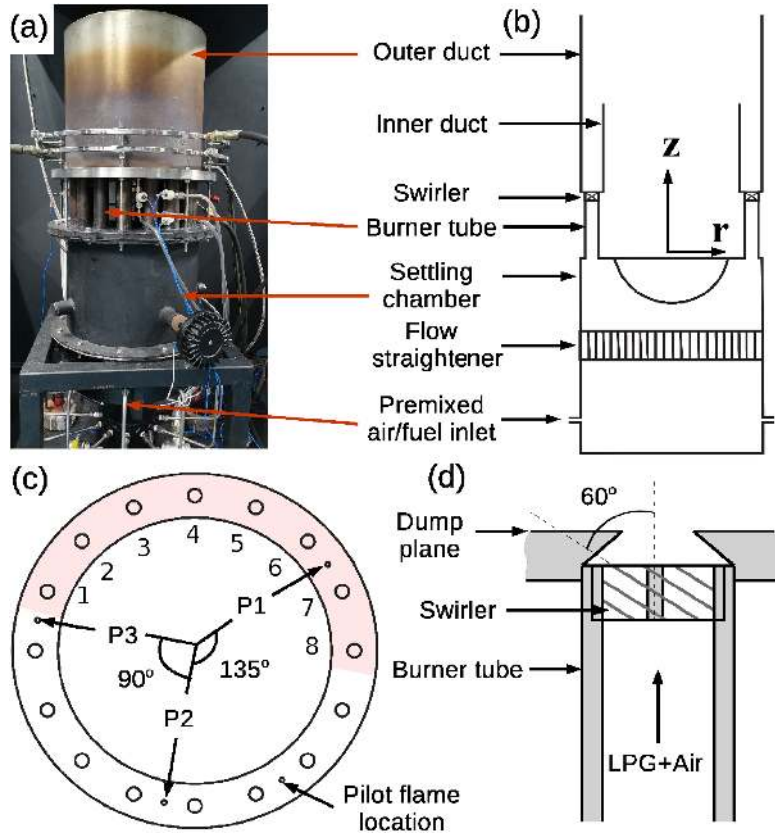 (a)
(b)
Outer duct
Inner duct
z
Swirler
Burner tube
r
Settling
chamber
Flow
straightener
Premixed
air/fuel inlet
(c)
(d)
60°
Dump
plane
1
2
3
4
5
6
7
8
P1
P3
P2
90°
135°
Swirler
Burner tube
LPG+Air
Pilot flame
location